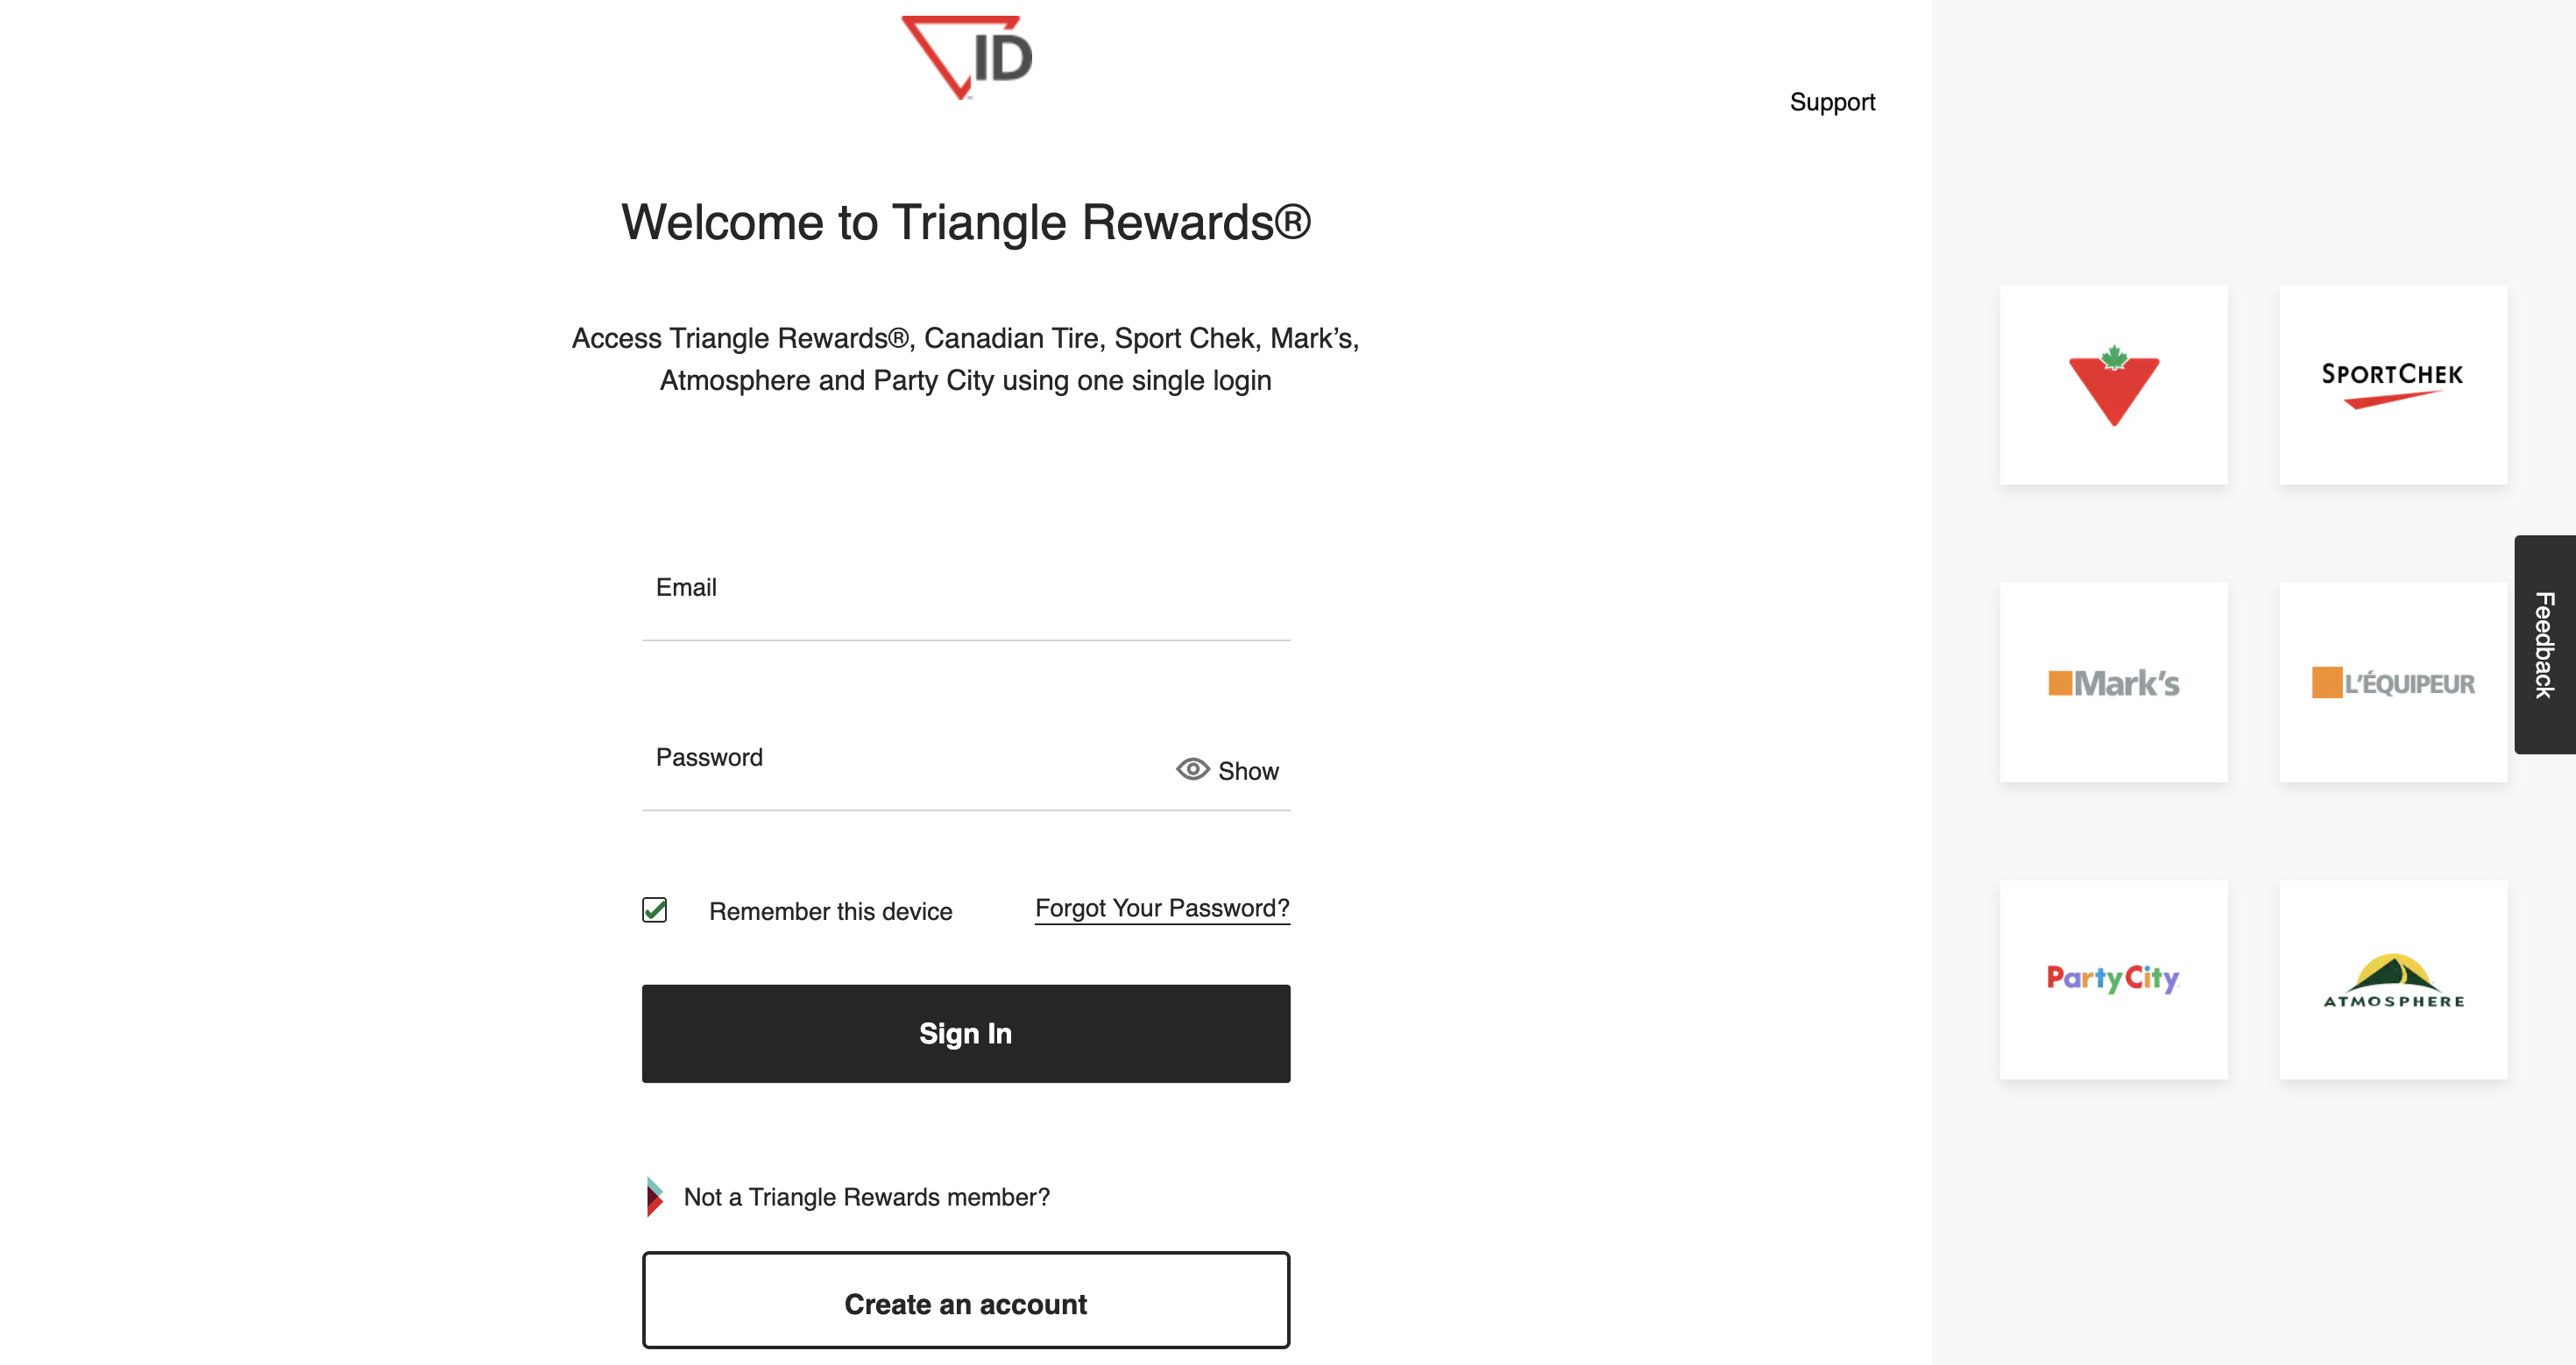 ID
Support
Welcome to Triangle Rewards®
Access Triangle Rewards®, Canadian Tire, Sport Chek, Mark’s,
Atmosphere and Party City using one single login
Email
Password
Show
Remember this device
Forgot Your Password?
Sign In
Not a Triangle Rewards member?
Create an account
SPORTCHEK
Mark’s
L’ÉQUIPEUR
PartyCity
ATMOSPHERE
Feedback